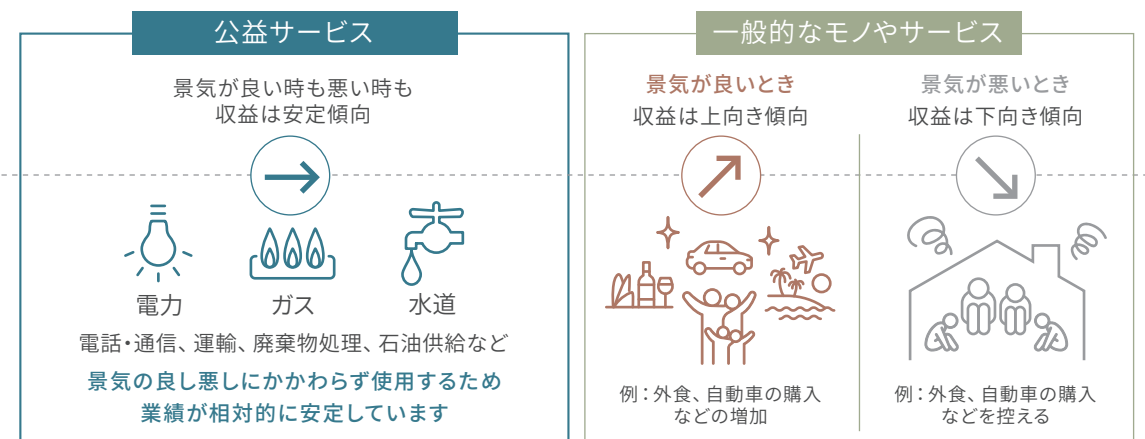 公益サービス
景気が良い時も悪い時も
収益は安定傾向
電力
ガス
水道
電話・通信、運輸、廃棄物処理、石油供給など
景気の良し悪しにかかわらず使用するため
業績が相対的に安定しています
一般的なモノやサービス
景気が良いとき
収益は上向き傾向
例：外食、自動車の購入
などの増加
景気が悪いとき
収益は下向き傾向
例：外食、自動車の購入
などを控える